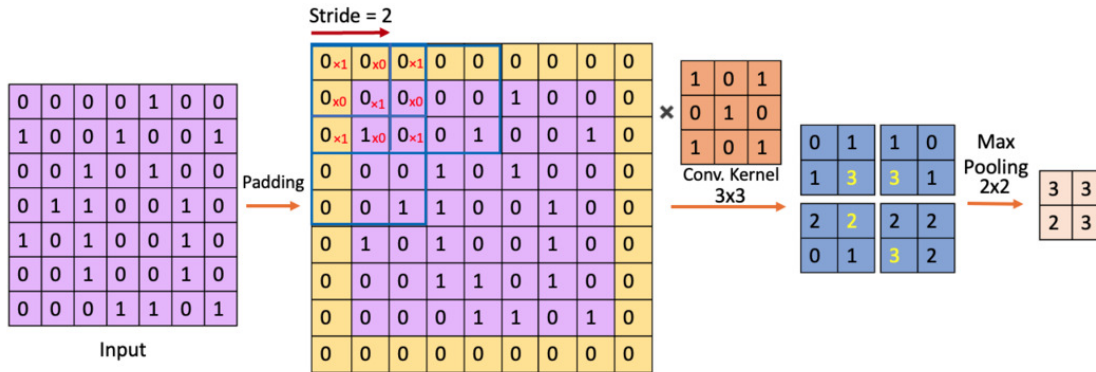 Stride = 2
0 0 0 0 1 0 0
1 0 0 1 0 0 1
0 0 1 0 1 0 0
0 1 1 0 0 1 0
1 0 1 0 0 1 0
0 0 1 0 0 1 0
0 0 0 1 1 0 1
Input
Padding
0×1 0x0 0×1 0 0 0 0 0 0
0x0 0×1 0x0 0 0 1 0 0 0
0×1 1x0 0×1 0 1 0 0 1 0
0 0 0 1 0 1 0 0 0
0 0 1 1 0 0 1 0 0
0 1 0 1 0 0 1 0 0
0 0 0 1 1 0 1 0 0
0 0 0 0 1 1 0 1 0
0 0 0 0 0 0 0 0 0
×
1 0 1
0 1 0
1 0 1
Conv. Kernel
3x3
0 1 1 0
1 3 3 1
2 2 2 2
0 1 3 2
Max
Pooling
2x2
3 3
2 3